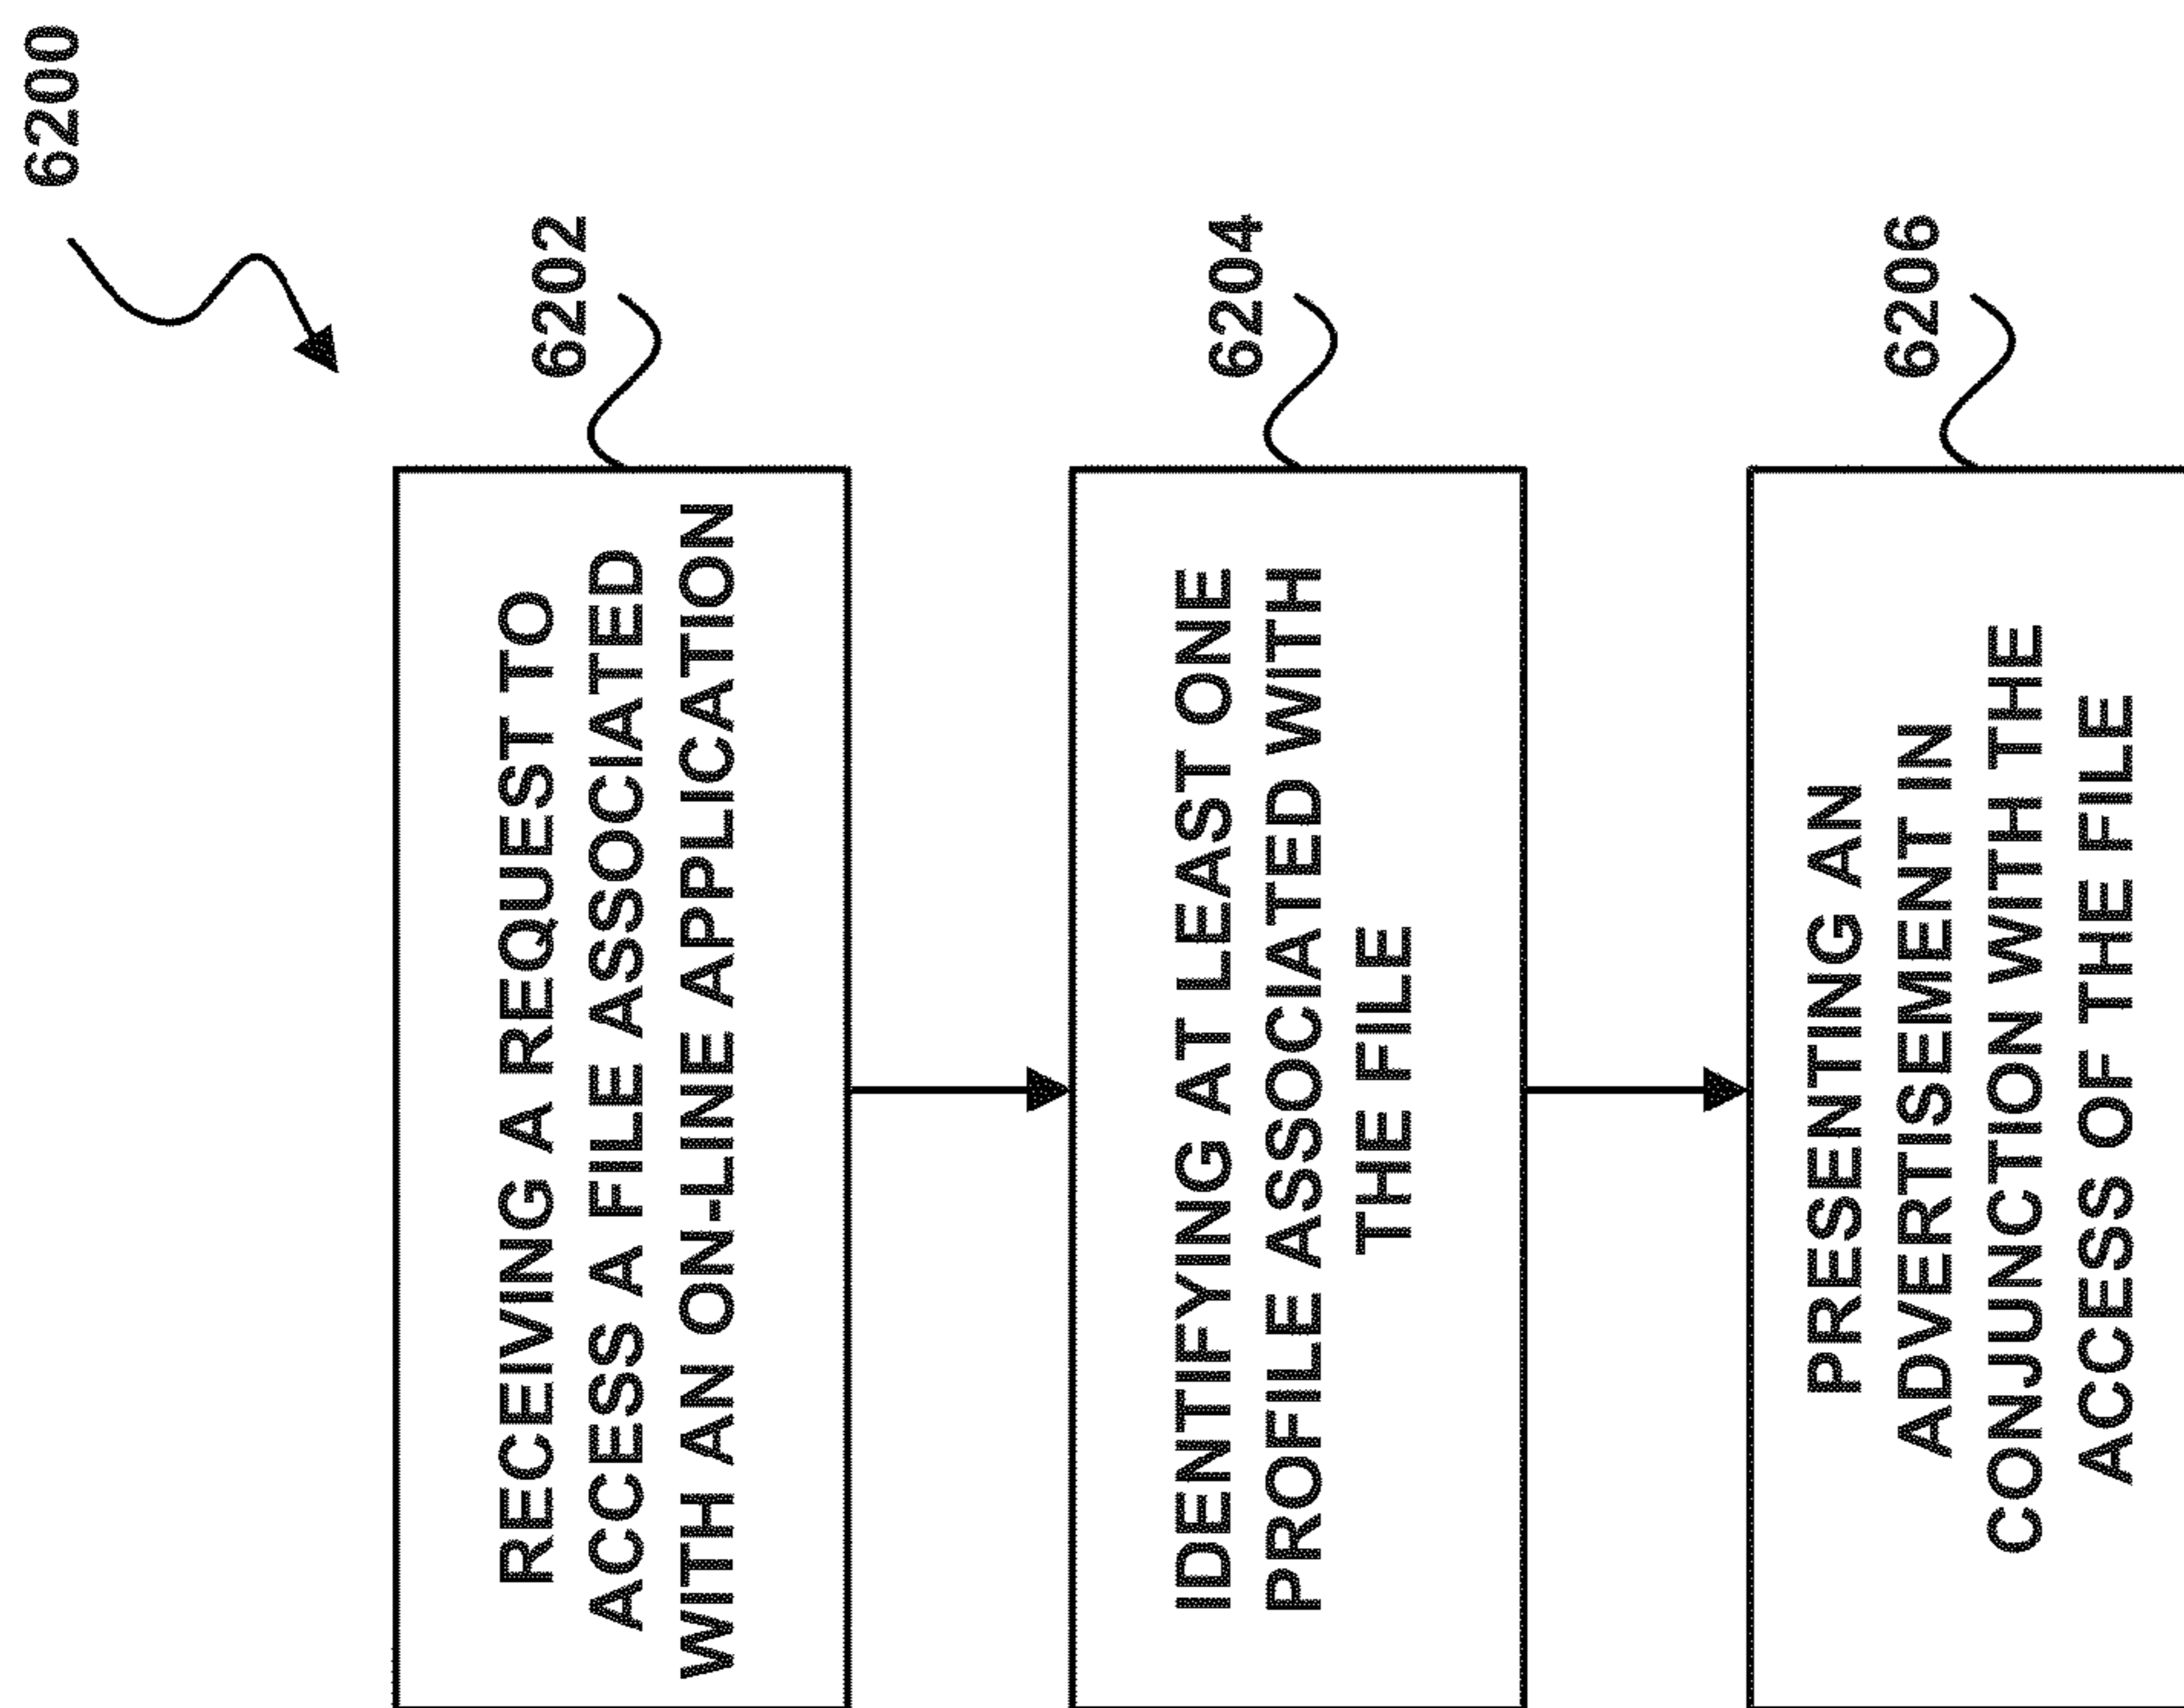 6200
6202
RECEIVING A REQUEST TO
ACCESS A FILE ASSOCIATED
WITH AN ON-LINE APPLICATION
6204
IDENTIFYING AT LEAST ONE
PROFILE ASSOCIATED WITH
THE FILE
6206
PRESENTING AN
ADVERTISEMENT IN
CONJUNCTION WITH THE
ACCESS OF THE FILE